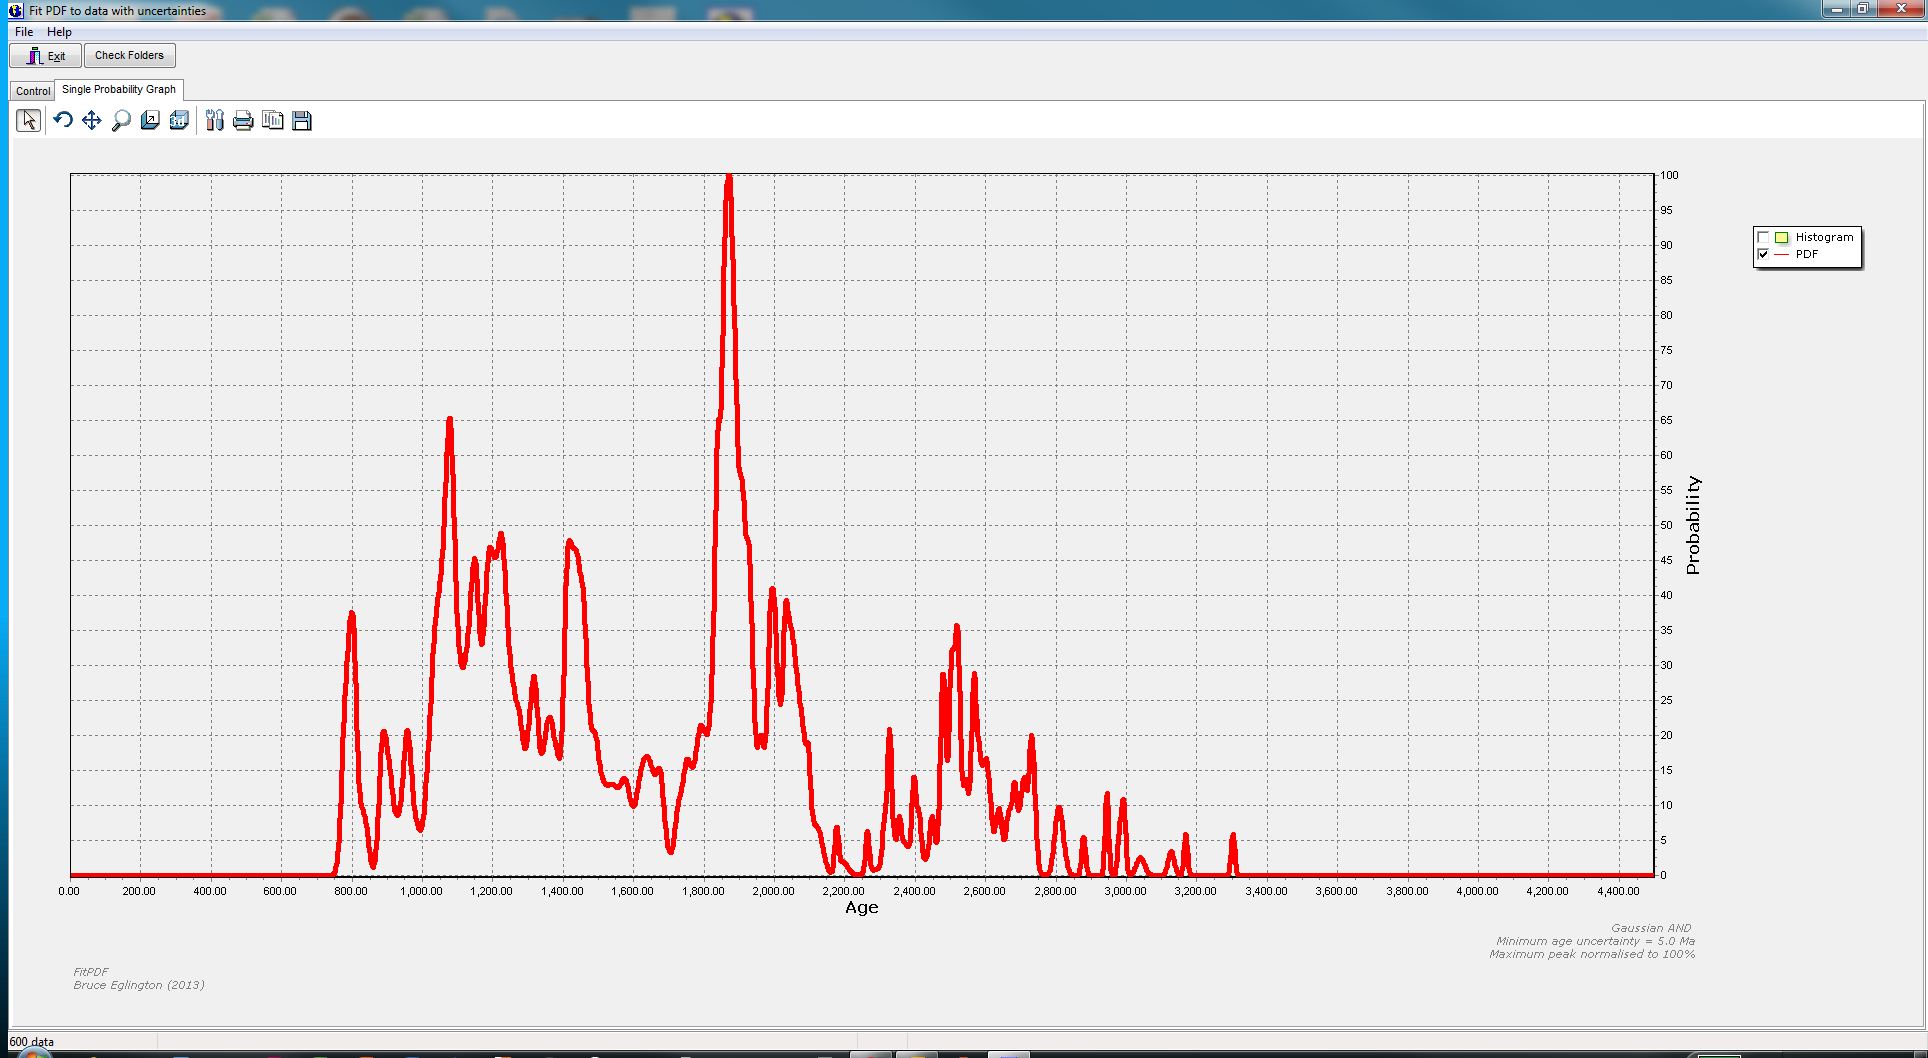 Fit PDF to data with uncertainties
File Help
Exit Check Folders
Control Single Probability Graph
100
95
90
85
80
75
70
65
60
55
50
45
40
35
30
25
20
15
10
5
0
Histogram
PDF
Probability
0.00 200.00 400.00 600.00 800.00 1,000.00 1,200.00 1,400.00 1,600.00 1,800.00 2,000.00 2,200.00 2,400.00 2,600.00 2,800.00 3,000.00 3,200.00 3,400.00 3,600.00 3,800.00 4,000.00 4,200.00 4,400.00
Age
Gaussian AND
Minimum age uncertainty = 5.0 Ma
Maximum peak normalised to 100%
FitPDF
Bruce Eglington (2013)
600 data